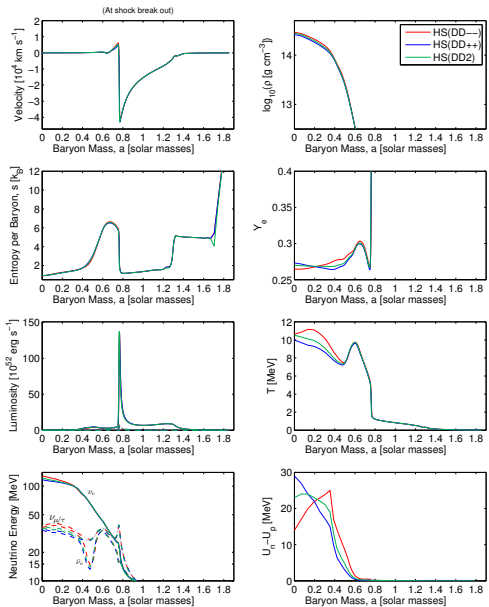 (At shock break out)
Velocity [10⁴ km s⁻¹]
1
0
−1
−2
−3
−4
0 0.2 0.4 0.6 0.8 1 1.2 1.4 1.6 1.8
Baryon Mass, a [solar masses]
log₁₀(ρ [g cm⁻³])
14
13
HS(DD−−)
HS(DD++)
HS(DD2)
0 0.2 0.4 0.6 0.8 1 1.2 1.4 1.6 1.8
Baryon Mass, a [solar masses]
Entropy per Baryon, s [k_B]
12
10
8
6
4
2
0
0 0.2 0.4 0.6 0.8 1 1.2 1.4 1.6 1.8
Baryon Mass, a [solar masses]
Y_e
0.4
0.35
0.3
0.25
0 0.2 0.4 0.6 0.8 1 1.2 1.4 1.6 1.8
Baryon Mass, a [solar masses]
Luminosity [10⁵² erg s⁻¹]
150
100
50
0
0 0.2 0.4 0.6 0.8 1 1.2 1.4 1.6 1.8
Baryon Mass, a [solar masses]
T [MeV]
12
10
8
6
4
2
0
0 0.2 0.4 0.6 0.8 1 1.2 1.4 1.6 1.8
Baryon Mass, a [solar masses]
Neutrino Energy [MeV]
100
50
20
15
10
ν_e
ν_μ/τ
ν̄_e
0 0.2 0.4 0.6 0.8 1 1.2 1.4 1.6 1.8
Baryon Mass, a [solar masses]
U_n−U_p [MeV]
30
20
10
0
0 0.2 0.4 0.6 0.8 1 1.2 1.4 1.6 1.8
Baryon Mass, a [solar masses]